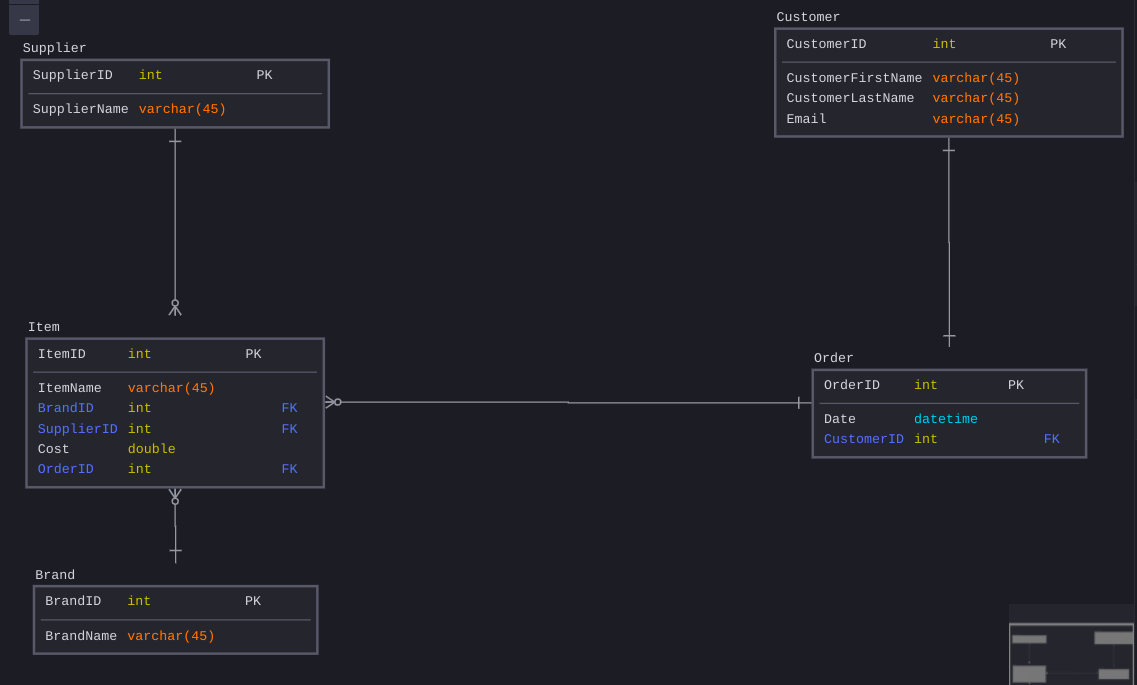 Supplier
SupplierID int PK
SupplierName varchar(45)
Customer
CustomerID int PK
CustomerFirstName varchar(45)
CustomerLastName varchar(45)
Email varchar(45)
Item
ItemID int PK
ItemName varchar(45)
BrandID int FK
SupplierID int FK
Cost double
OrderID int FK
Order
OrderID int PK
Date datetime
CustomerID int FK
Brand
BrandID int PK
BrandName varchar(45)